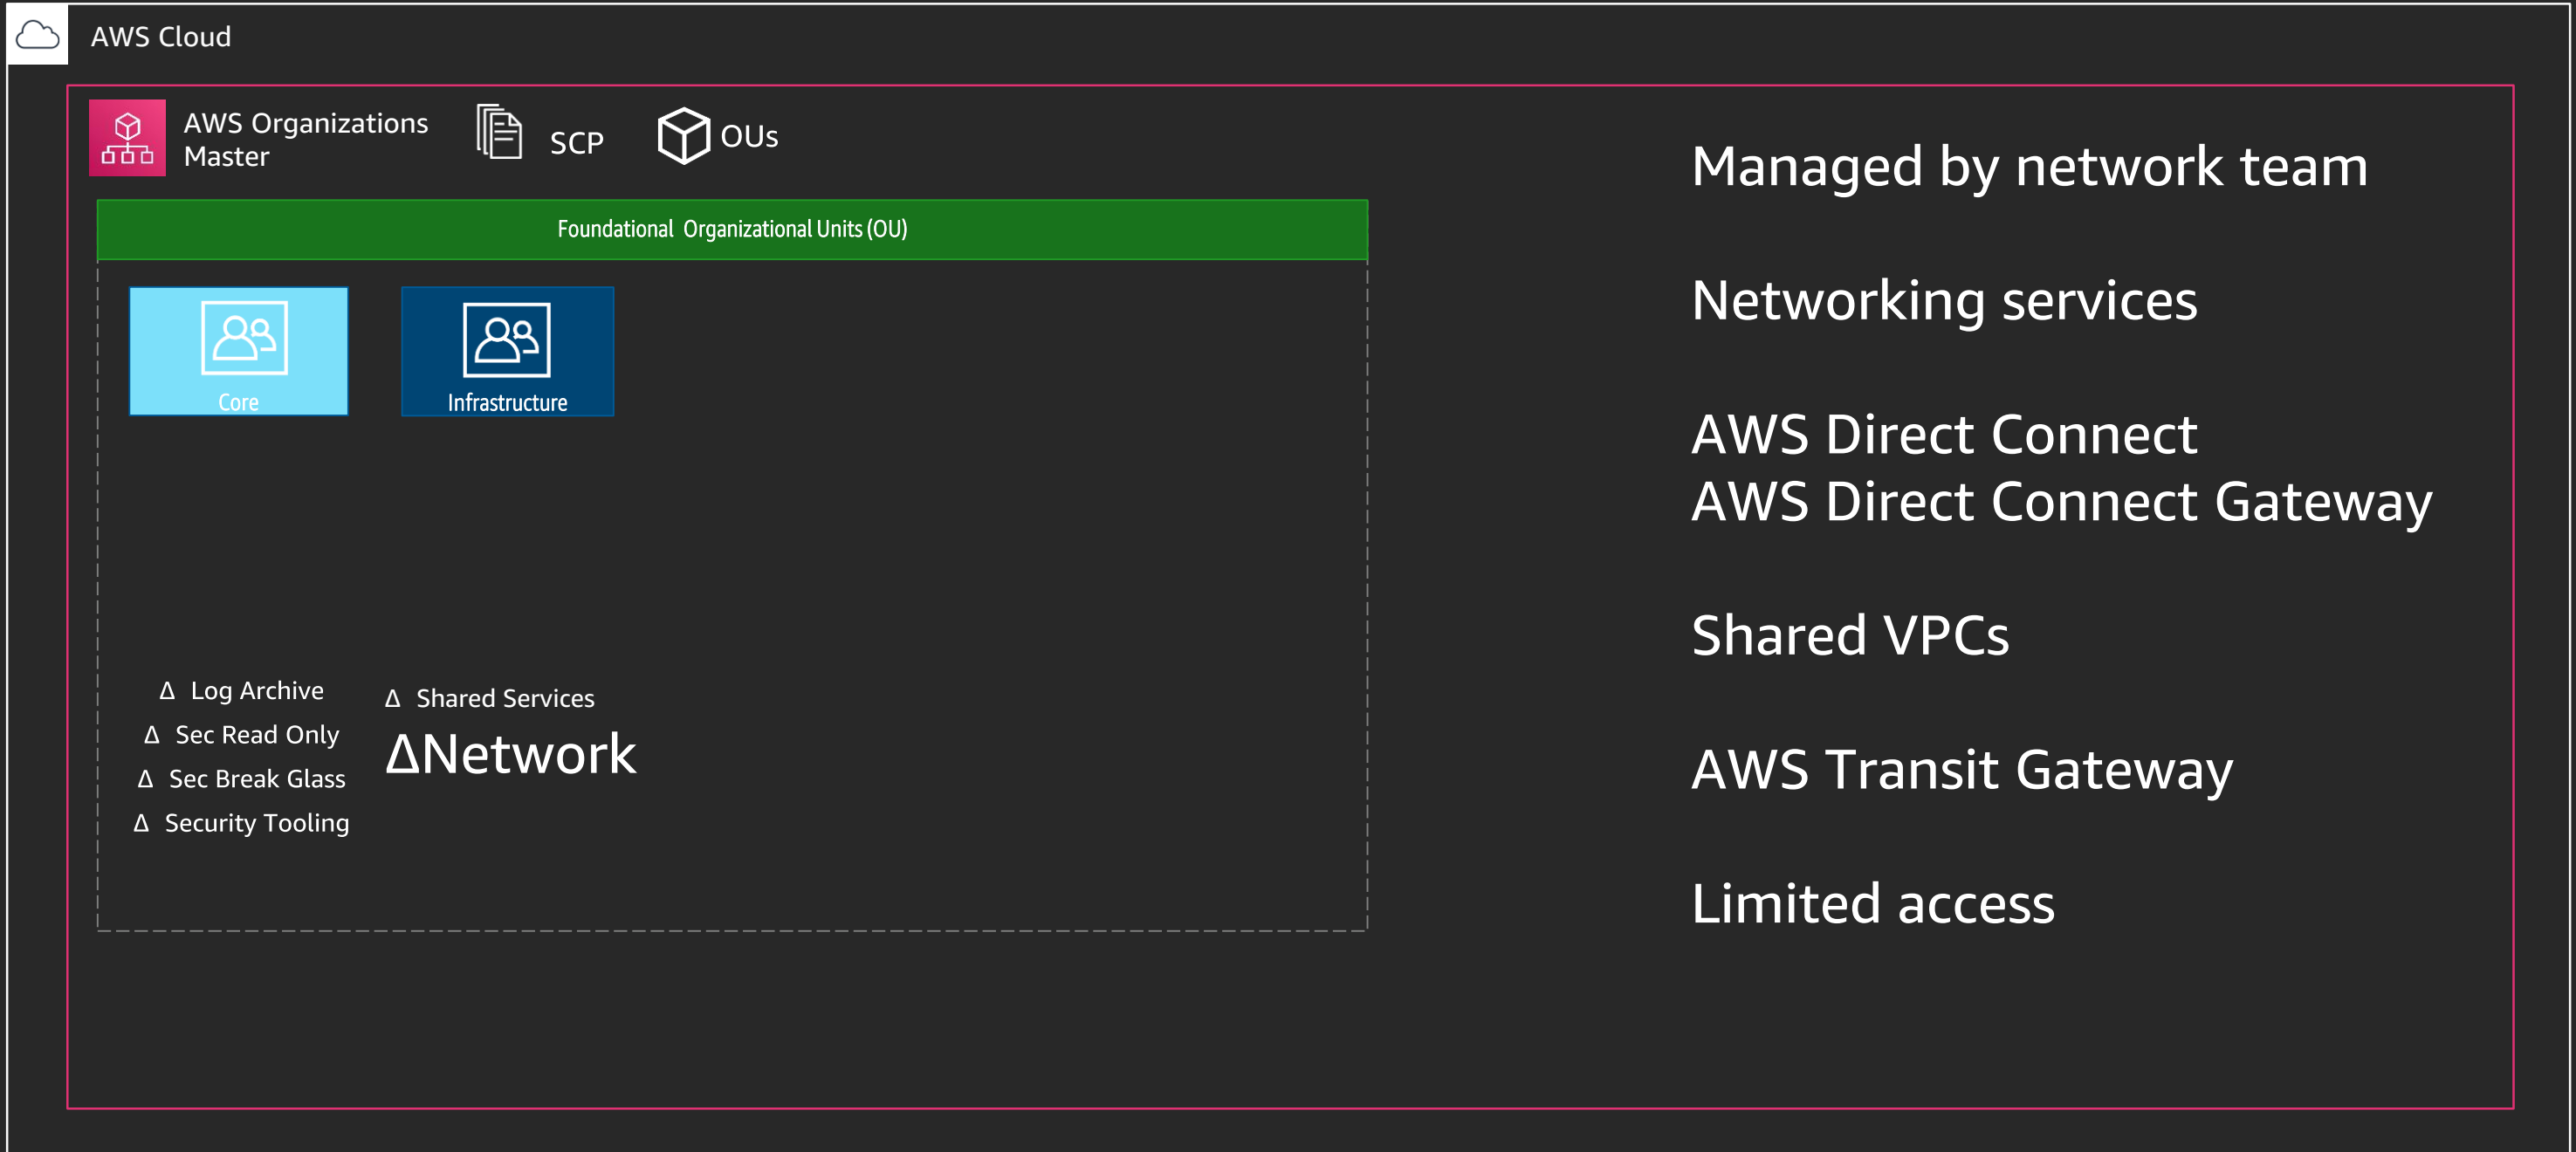 AWS Cloud
AWS Organizations
Master
SCP
OUs
Foundational Organizational Units (OU)
Core
Infrastructure
Δ Log Archive
Δ Sec Read Only
Δ Sec Break Glass
Δ Security Tooling
Δ Shared Services
ΔNetwork
Managed by network team
Networking services
AWS Direct Connect
AWS Direct Connect Gateway
Shared VPCs
AWS Transit Gateway
Limited access